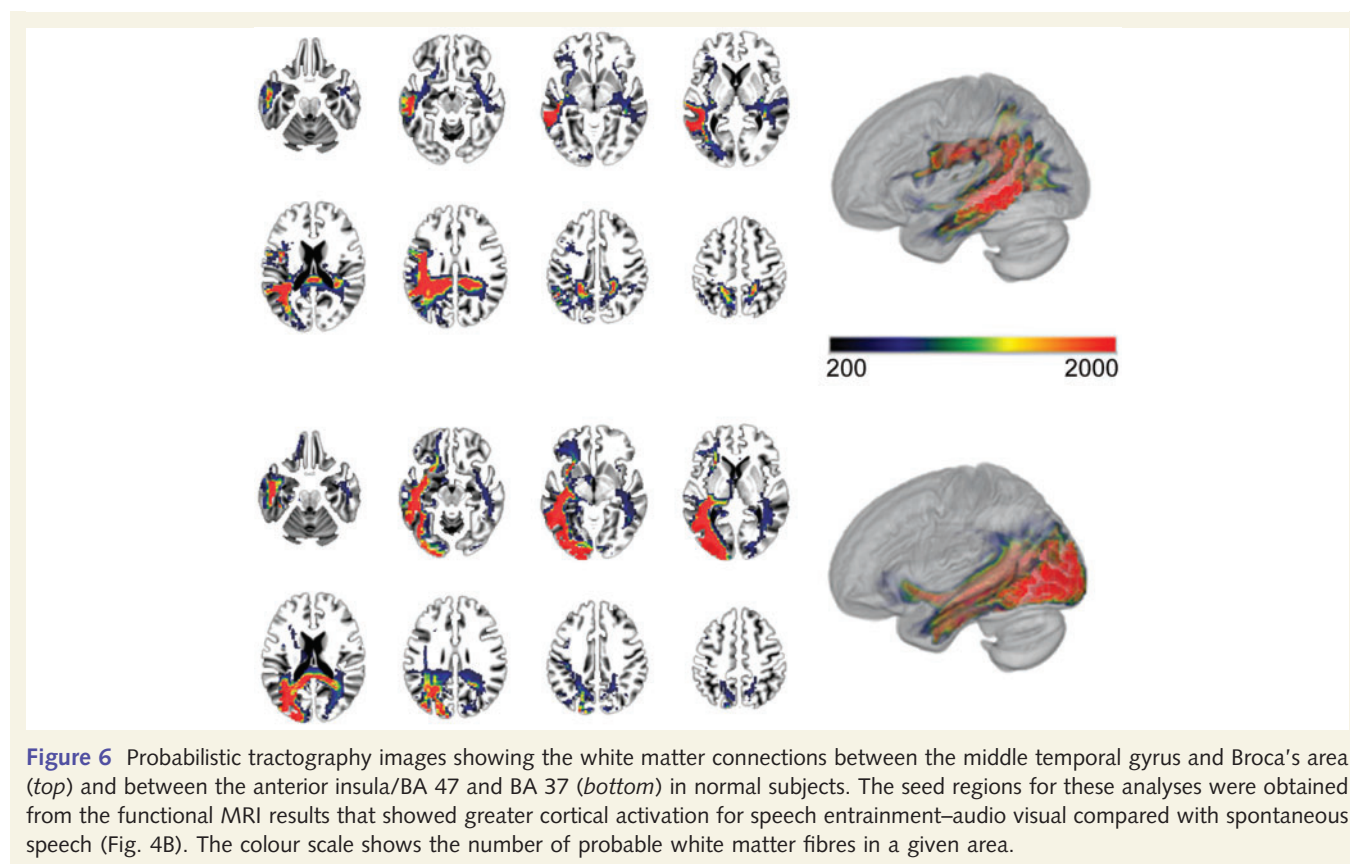 200 2000
Figure 6 Probabilistic tractography images showing the white matter connections between the middle temporal gyrus and Broca's area
(top) and between the anterior insula/BA 47 and BA 37 (bottom) in normal subjects. The seed regions for these analyses were obtained
from the functional MRI results that showed greater cortical activation for speech entrainment–audio visual compared with spontaneous
speech (Fig. 4B). The colour scale shows the number of probable white matter fibres in a given area.